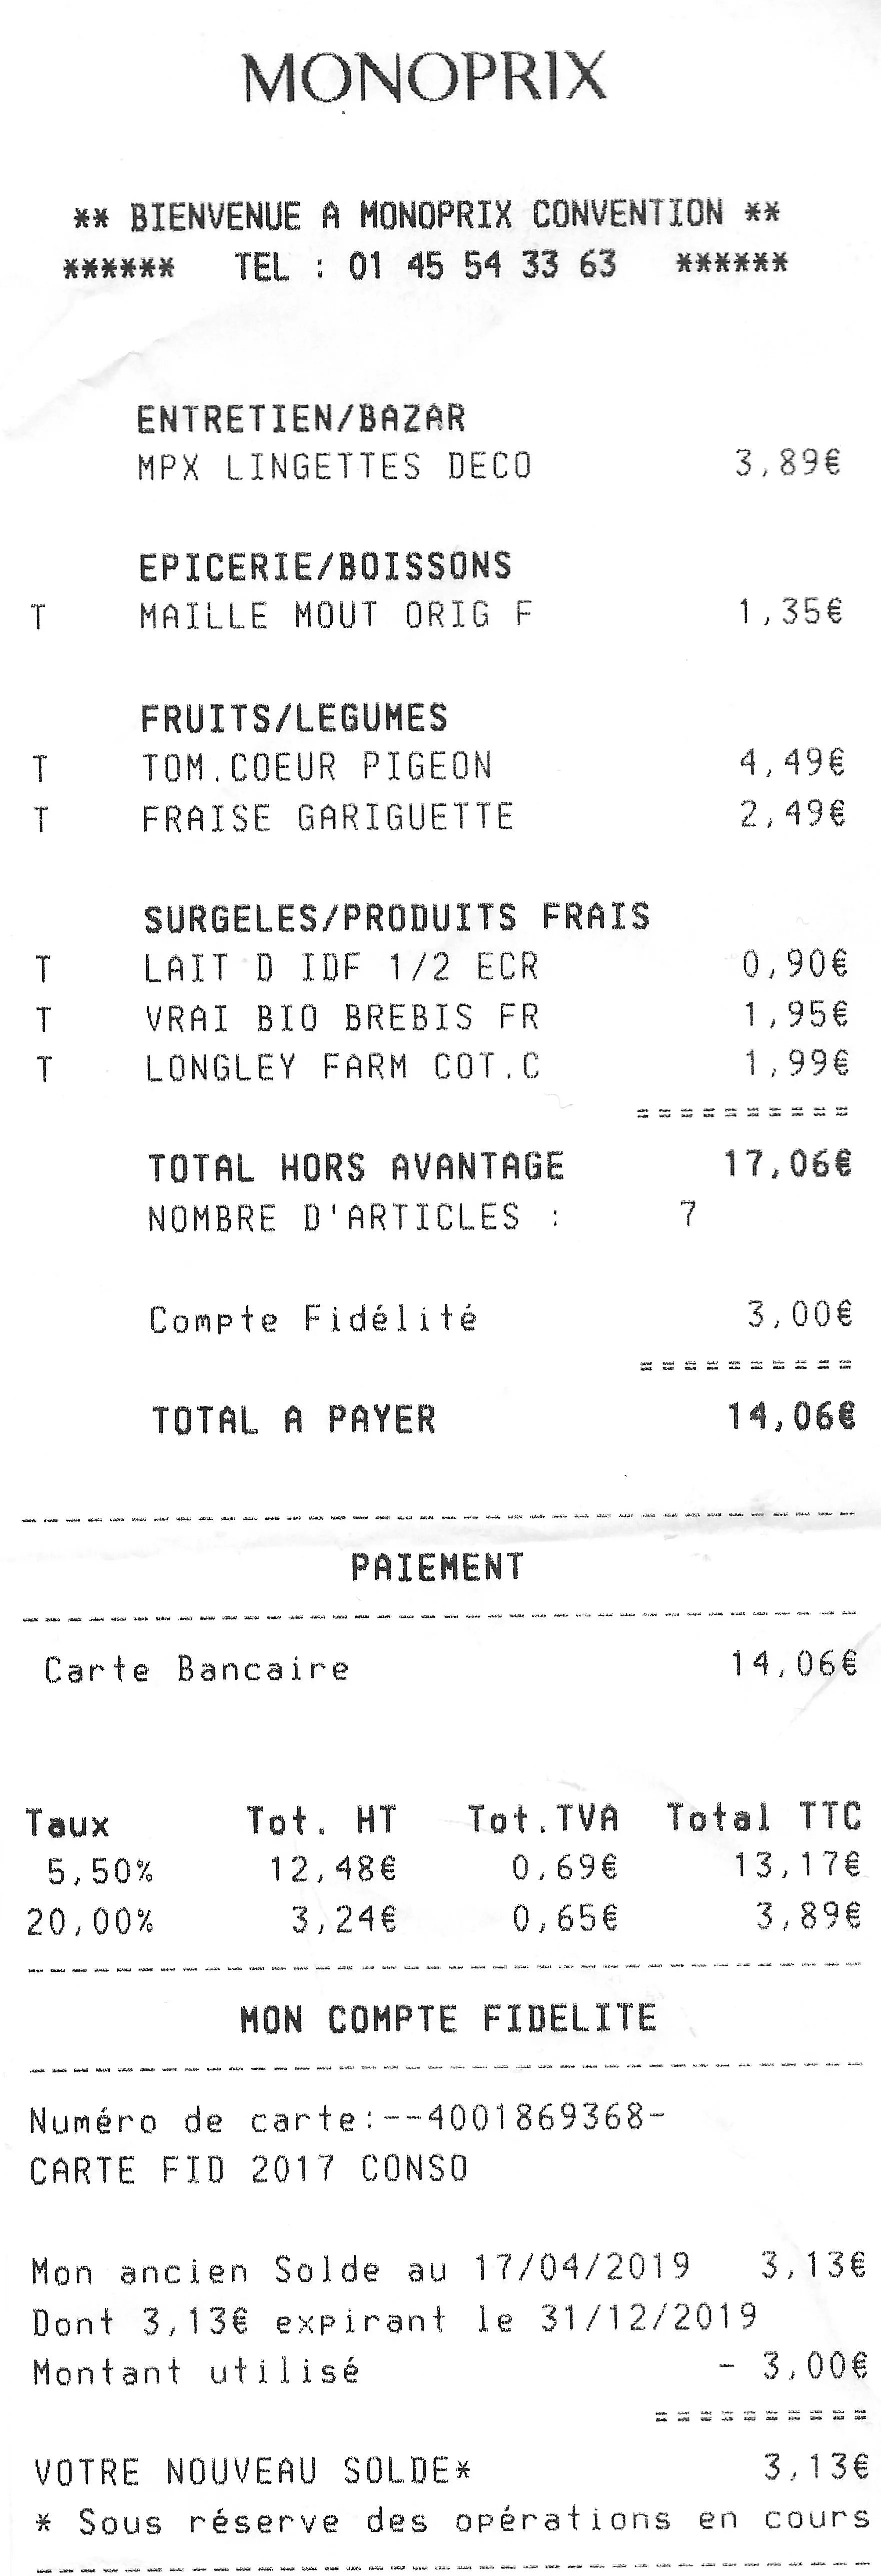 MONOPRIX
** BIENVENUE A MONOPRIX CONVENTION **
****** TEL : 01 45 54 33 63 ******
ENTRETIEN/BAZAR
MPX LINGETTES DECO 3,89€
EPICERIE/BOISSONS
T MAILLE MOUT ORIG F 1,35€
FRUITS/LEGUMES
T TOM.COEUR PIGEON 4,49€
T FRAISE GARIGUETTE 2,49€
SURGELES/PRODUITS FRAIS
T LAIT D IDF 1/2 ECR 0,90€
T VRAI BIO BREBIS FR 1,95€
T LONGLEY FARM COT.C 1,99€
==========
TOTAL HORS AVANTAGE 17,06€
NOMBRE D'ARTICLES : 7
Compte Fidélité 3,00€
==========
TOTAL A PAYER 14,06€
---------------------------------------
PAIEMENT
---------------------------------------
Carte Bancaire 14,06€
Taux Tot. HT Tot.TVA Total TTC
5,50% 12,48€ 0,69€ 13,17€
20,00% 3,24€ 0,65€ 3,89€
---------------------------------------
MON COMPTE FIDELITE
---------------------------------------
Numéro de carte:--4001869368-
CARTE FID 2017 CONSO
Mon ancien Solde au 17/04/2019 3,13€
Dont 3,13€ expirant le 31/12/2019
Montant utilisé - 3,00€
==========
VOTRE NOUVEAU SOLDE* 3,13€
* Sous réserve des opérations en cours
---------------------------------------